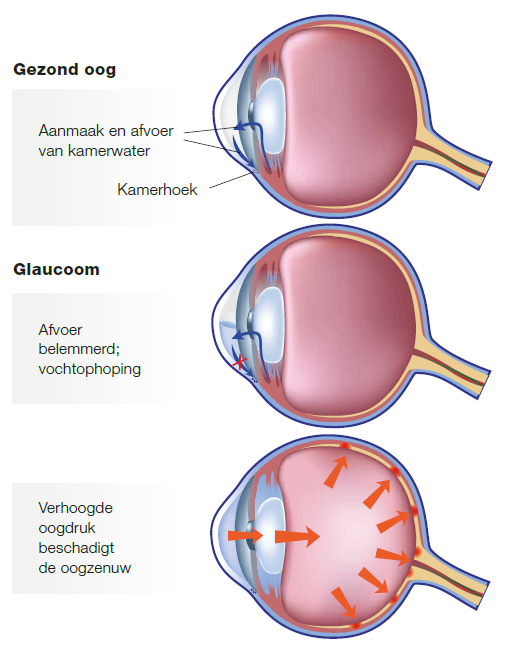 Gezond oog
Aanmaak en afvoer
van kamerwater
Kamerhoek
Glaucoom
Afvoer
belemmerd;
vochtophoping
Verhoogde
oogdruk
beschadigt
de oogzenuw